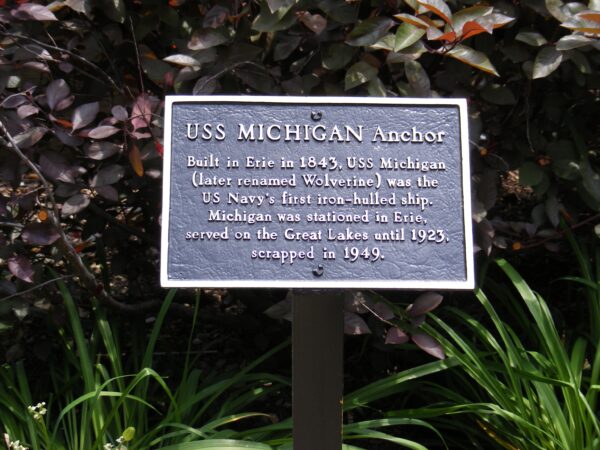 USS MICHIGAN Anchor
Built in Erie in 1843, USS Michigan
(later renamed Wolverine) was the
US Navy's first iron-hulled ship.
Michigan was stationed in Erie,
served on the Great Lakes until 1923,
scrapped in 1949.